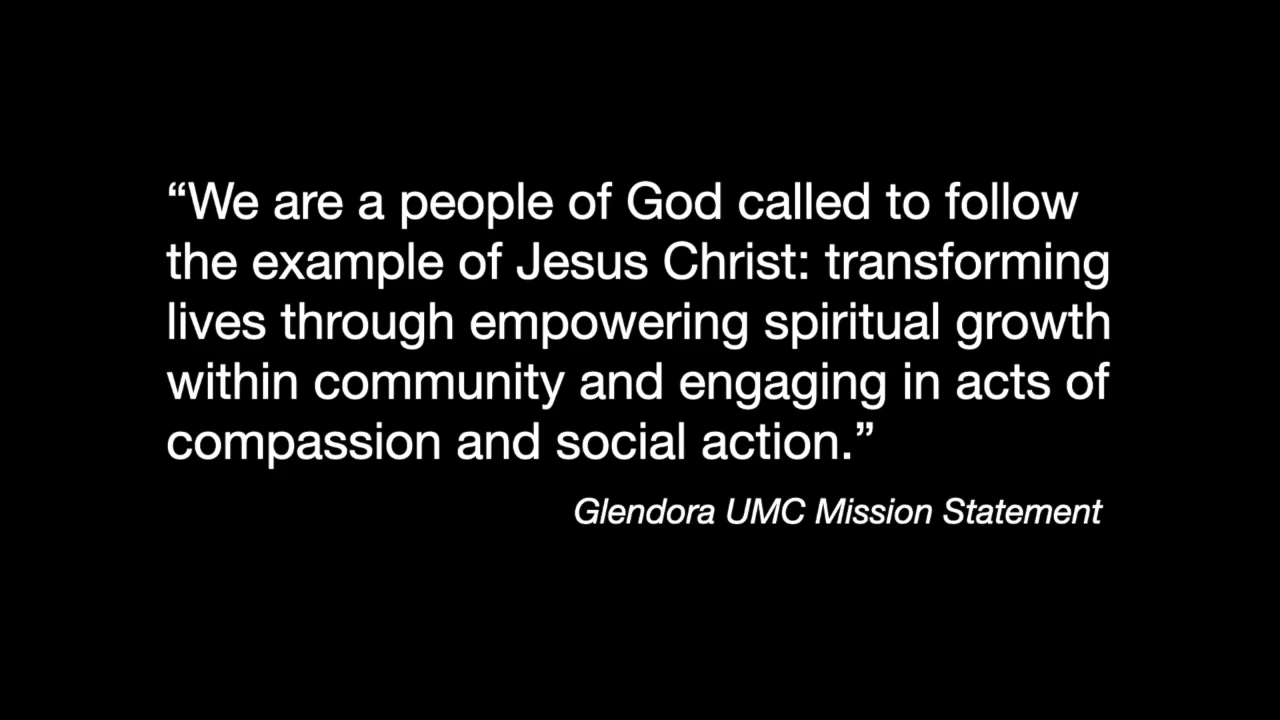 “We are a people of God called to follow
the example of Jesus Christ: transforming
lives through empowering spiritual growth
within community and engaging in acts of
compassion and social action.”
Glendora UMC Mission Statement